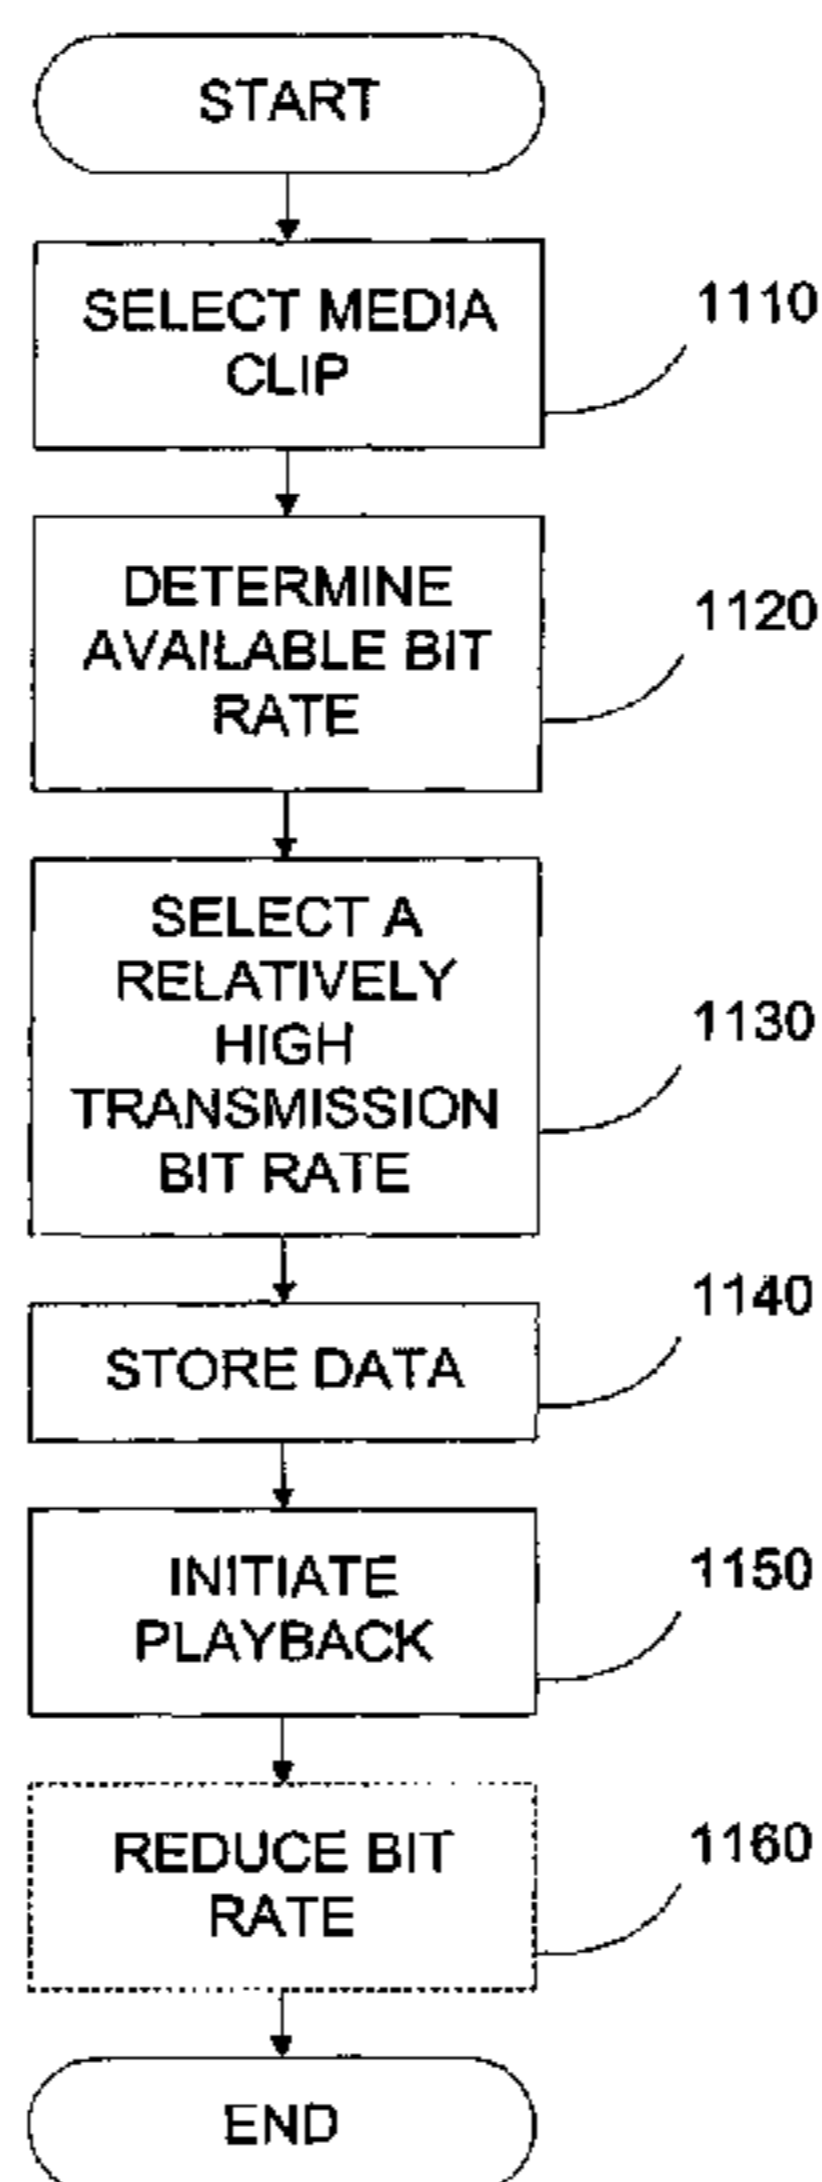 START
SELECT MEDIA
CLIP
1110
DETERMINE
AVAILABLE BIT
RATE
1120
SELECT A
RELATIVELY
HIGH
TRANSMISSION
BIT RATE
1130
STORE DATA
1140
INITIATE
PLAYBACK
1150
REDUCE BIT
RATE
1160
END